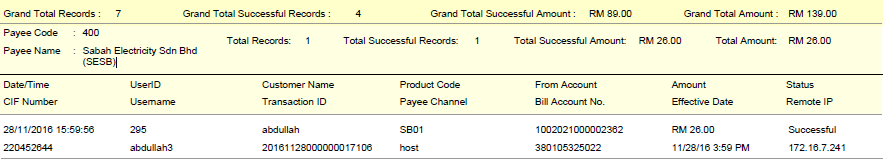 Grand Total Records : 7 Grand Total Successful Records : 4 Grand Total Successful Amount : RM 89.00 Grand Total Amount : RM 139.00
Payee Code : 400
Total Records: 1 Total Successful Records: 1 Total Successful Amount: RM 26.00 Total Amount: RM 26.00
Payee Name : Sabah Electricity Sdn Bhd
(SESB)
Date/Time UserID Customer Name Product Code From Account Amount Status
CIF Number Username Transaction ID Payee Channel Bill Account No. Effective Date Remote IP
28/11/2016 15:59:56 295 abdullah SB01 1002021000002362 RM 26.00 Successful
220452644 abdullah3 20161128000000017106 host 380105325022 11/28/16 3:59 PM 172.16.7.241